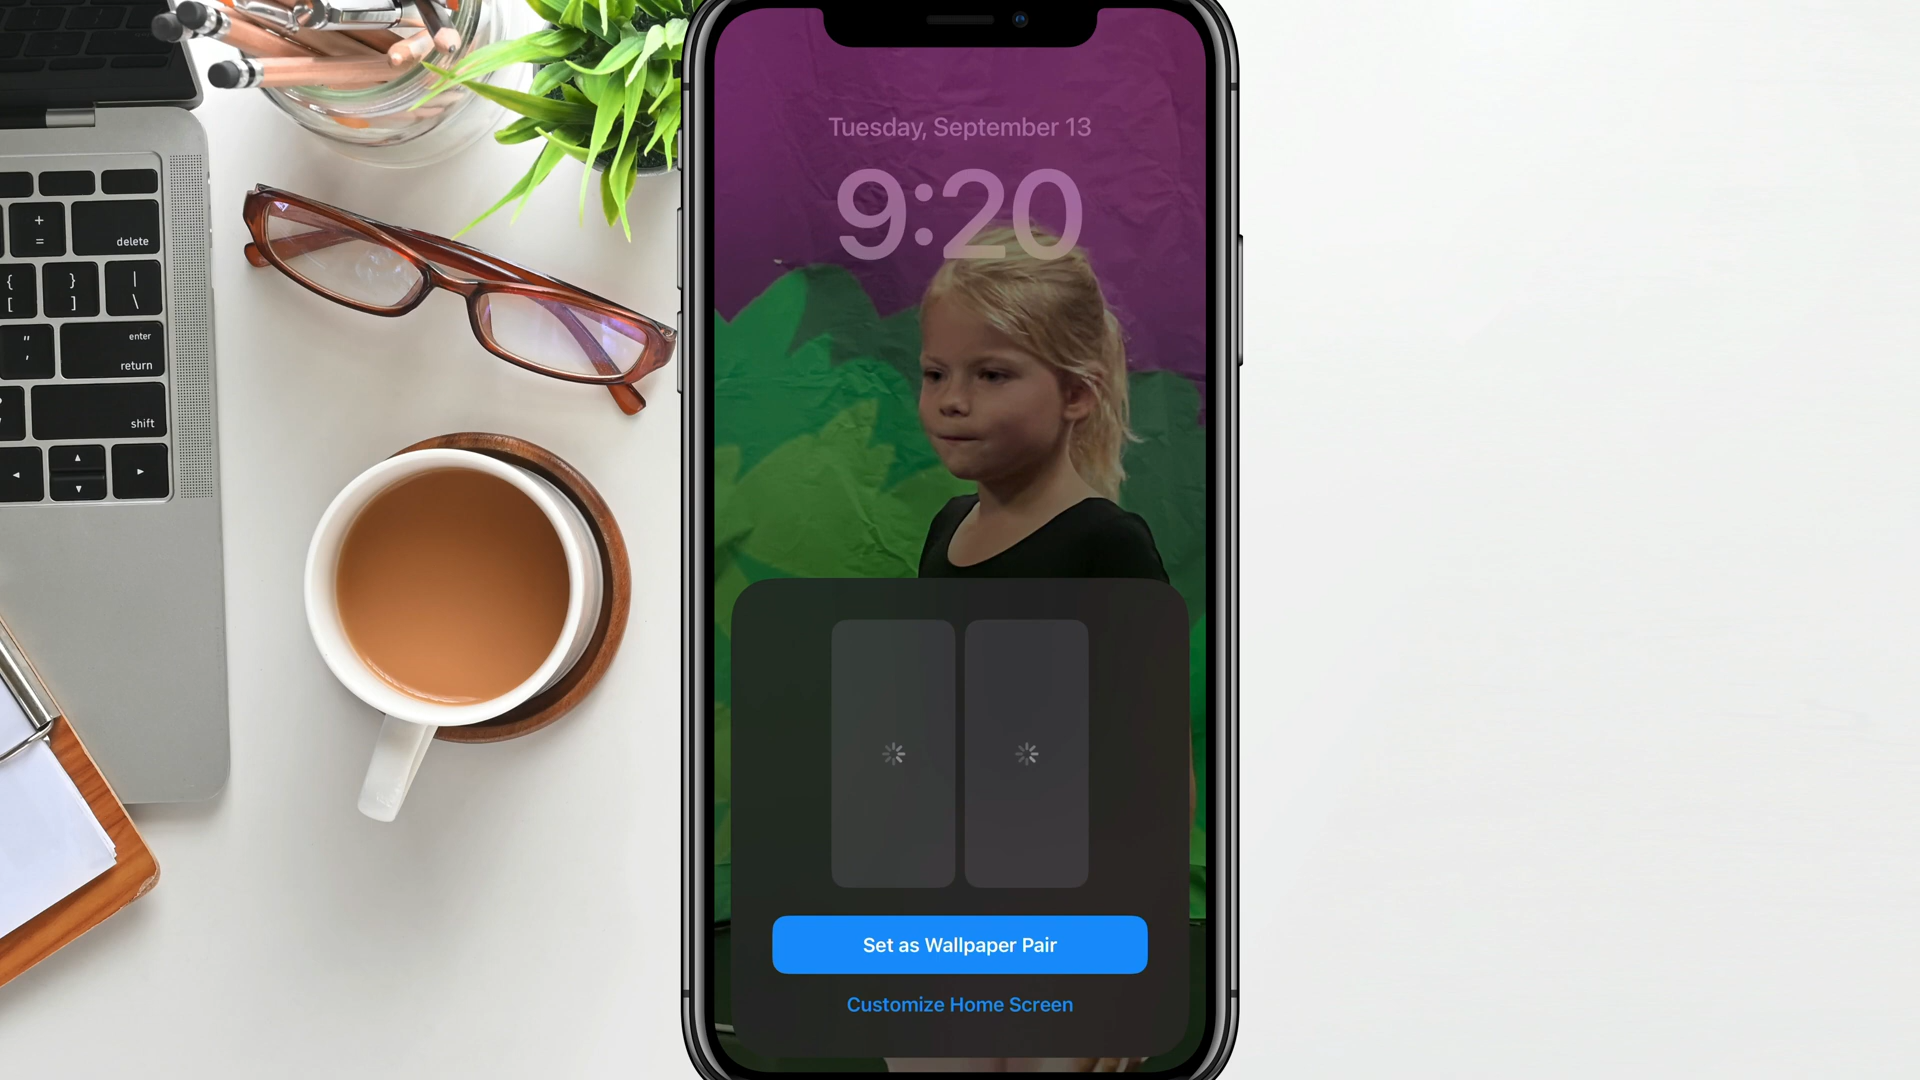 Tuesday, September 13
9:20
Set as Wallpaper Pair
Customize Home Screen
+
=
delete
{
[
}
]
|
\
"
,
enter
return
shift